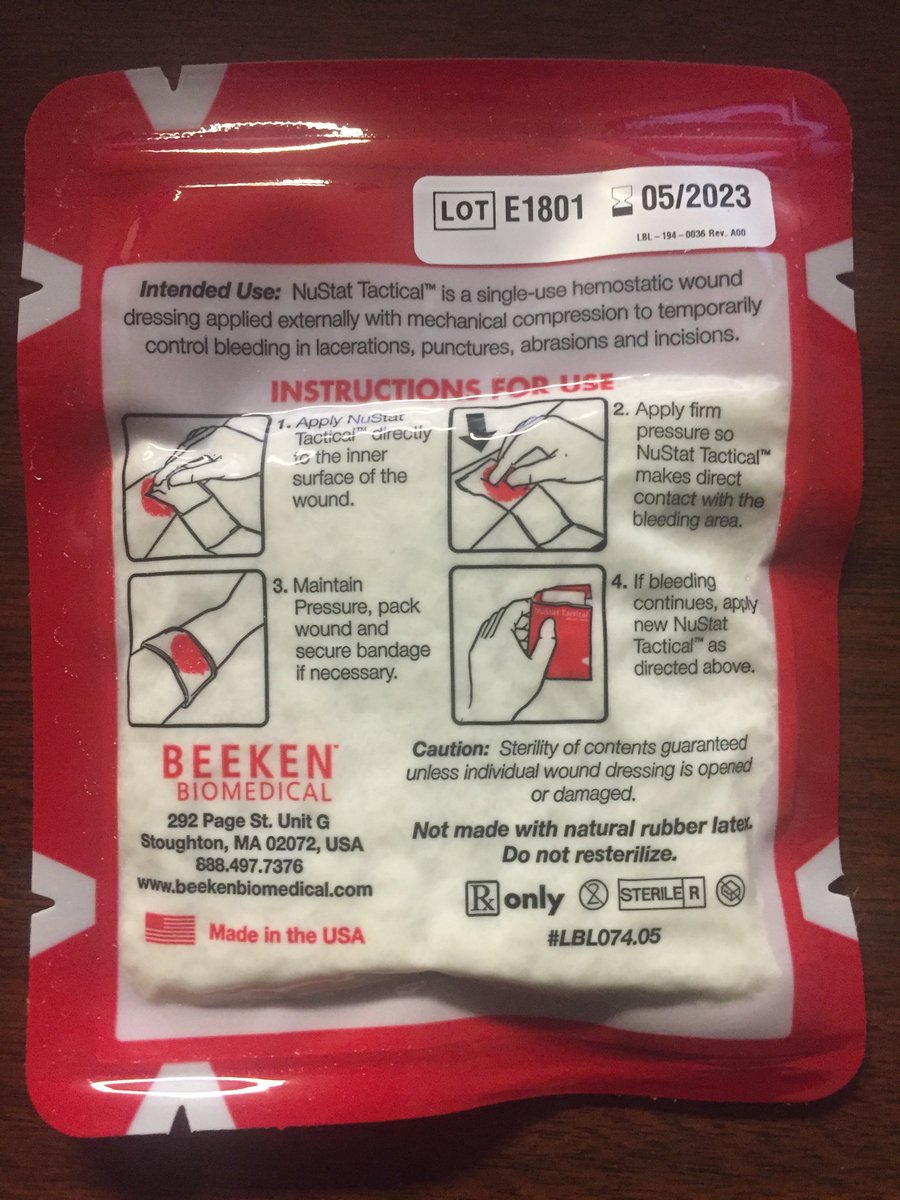 LOT E1801 05/2023
LBL-194-0036 Rev. A00
Intended Use: NuStat Tactical™ is a single-use hemostatic wound
dressing applied externally with mechanical compression to temporarily
control bleeding in lacerations, punctures, abrasions and incisions.
INSTRUCTIONS FOR USE
1. Apply NuStat
Tactical™ directly
to the inner
surface of the
wound.
2. Apply firm
pressure so
NuStat Tactical™
makes direct
contact with the
bleeding area.
3. Maintain
Pressure, pack
wound and
secure bandage
if necessary.
NuStat Tactical
4. If bleeding
continues, apply
new NuStat
Tactical™ as
directed above.
BEEKEN
BIOMEDICAL
292 Page St. Unit G
Stoughton, MA 02072, USA
888.497.7376
www.beekenbiomedical.com
Made in the USA
Caution: Sterility of contents guaranteed
unless individual wound dressing is opened
or damaged.
Not made with natural rubber latex.
Do not resterilize.
Rx only 2 STERILE R
#LBL074.05